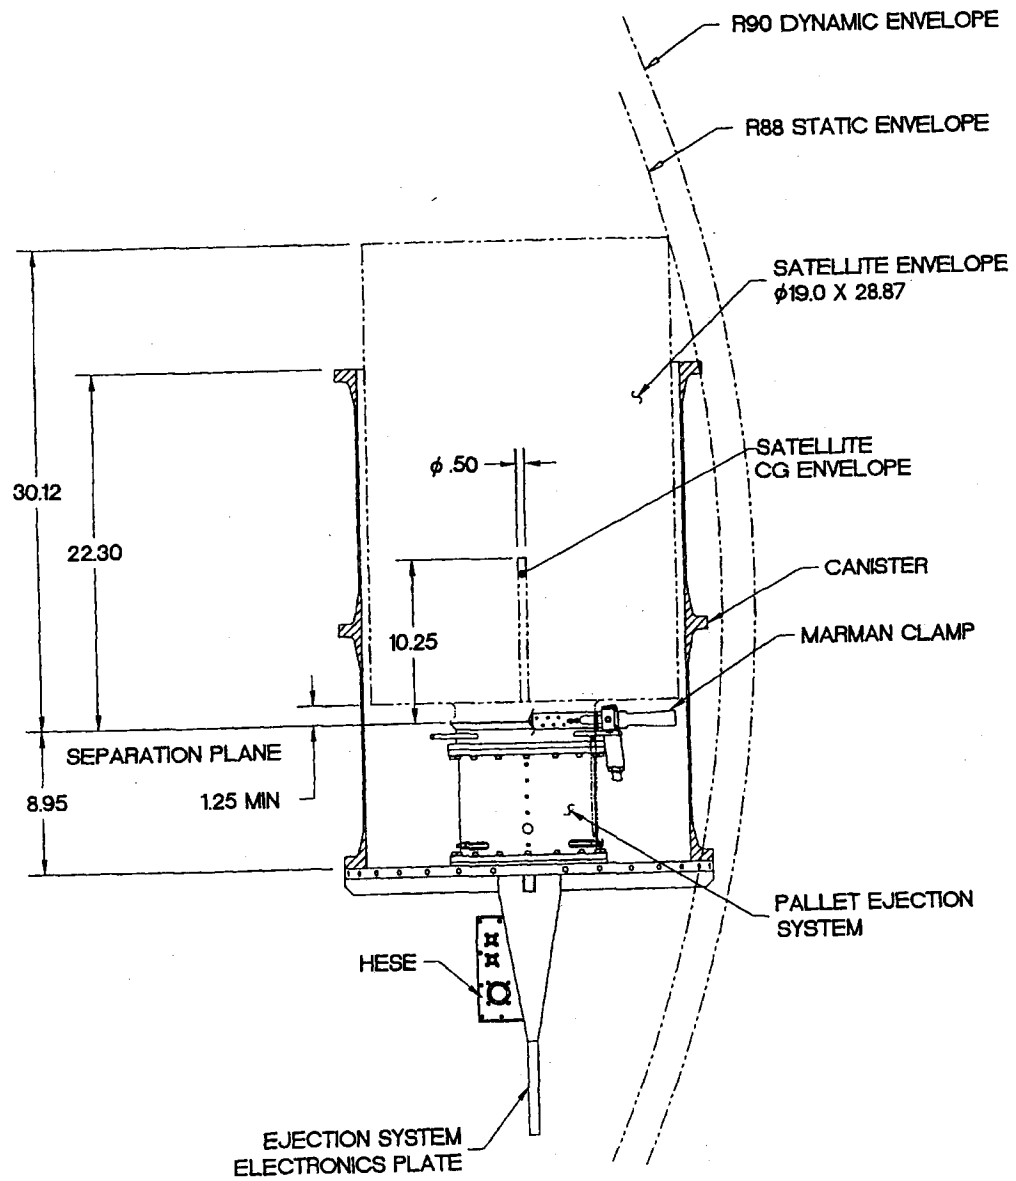 R90 DYNAMIC ENVELOPE
R88 STATIC ENVELOPE
SATELLITE ENVELOPE
ϕ19.0 X 28.87
ϕ .50
SATELLITE
CG ENVELOPE
30.12
22.30
CANISTER
10.25
MARMAN CLAMP
SEPARATION PLANE
8.95
1.25 MIN
PALLET EJECTION
SYSTEM
HESE
EJECTION SYSTEM
ELECTRONICS PLATE